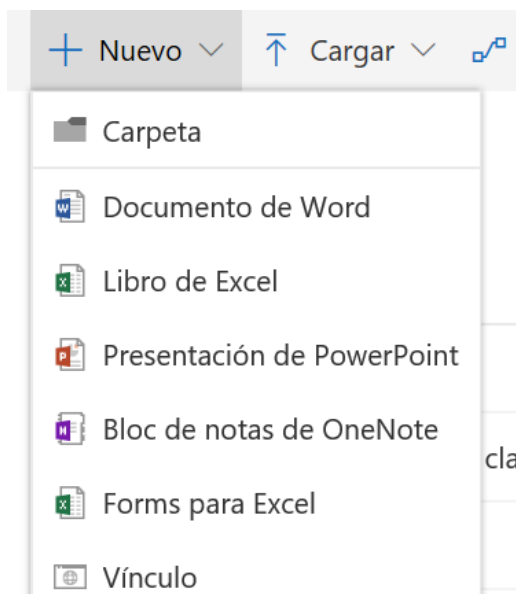 Nuevo Cargar
Carpeta
Documento de Word
Libro de Excel
Presentación de PowerPoint
Bloc de notas de OneNote
cla
Forms para Excel
Vínculo